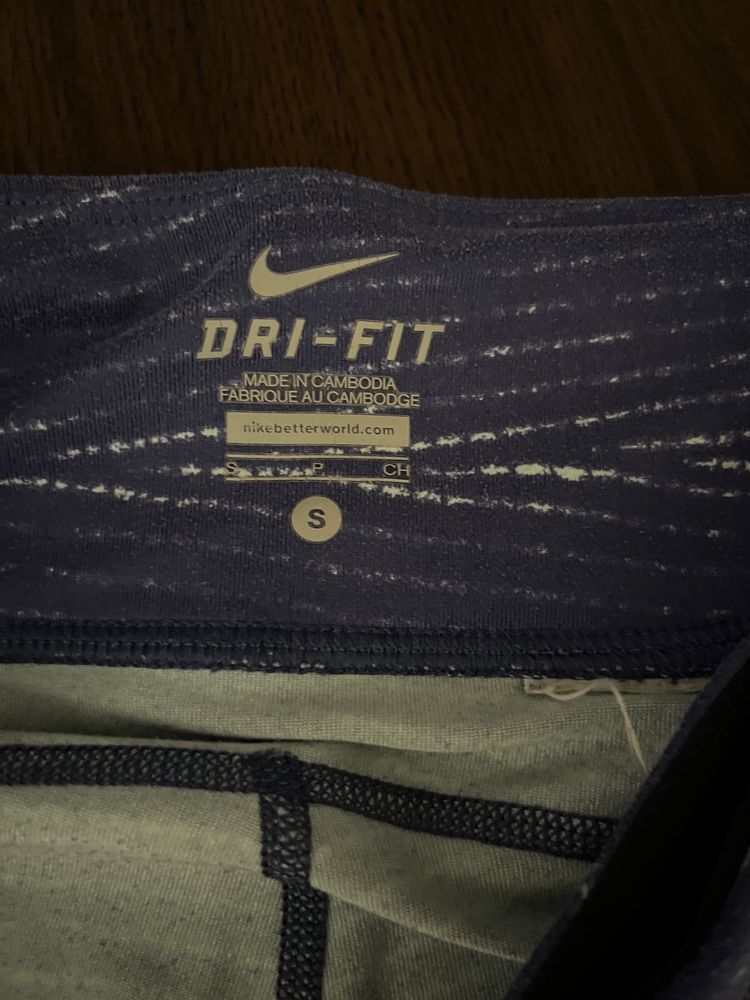 DRI-FIT
MADE IN CAMBODIA
FABRIQUE AU CAMBODGE
nikebetterworld.com
S P CH
S